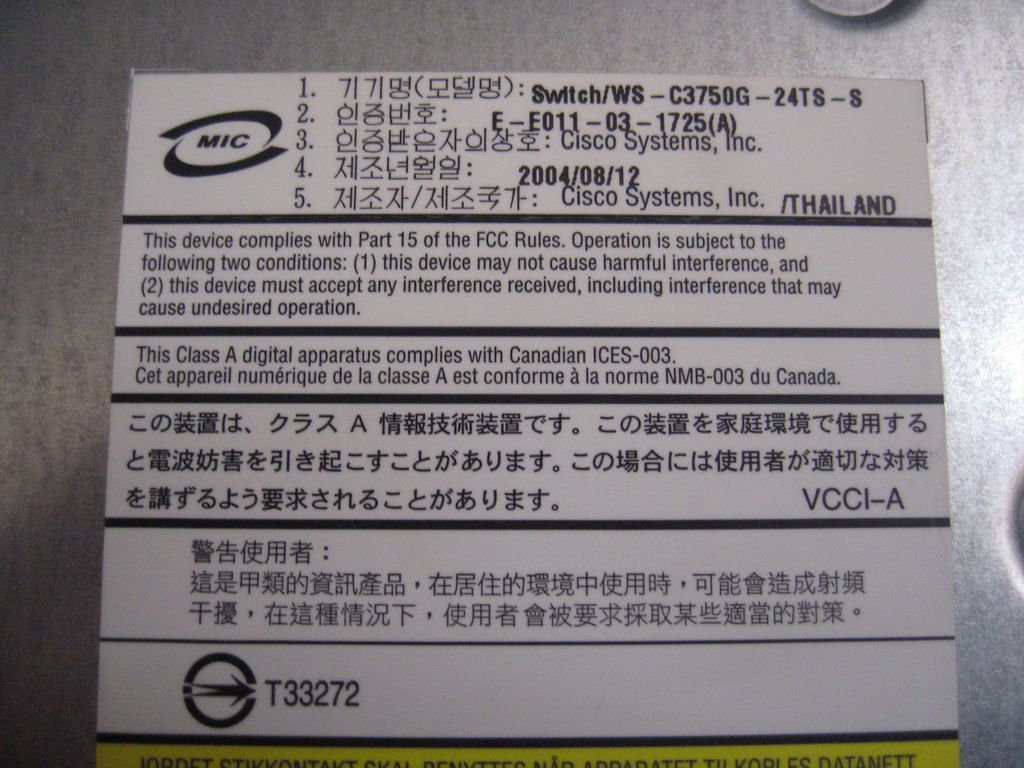 MIC
1. 기기명(모델명): Switch/WS-C3750G-24TS-S
2. 인증번호: E-E011-03-1725(A)
3. 인증받은자의상호: Cisco Systems, Inc.
4. 제조년월일: 2004/08/12
5. 제조자/제조국가: Cisco Systems, Inc. /THAILAND
This device complies with Part 15 of the FCC Rules. Operation is subject to the
following two conditions: (1) this device may not cause harmful interference, and
(2) this device must accept any interference received, including interference that may
cause undesired operation.
This Class A digital apparatus complies with Canadian ICES-003.
Cet appareil numérique de la classe A est conforme à la norme NMB-003 du Canada.
この装置は、クラス A 情報技術装置です。この装置を家庭環境で使用する
と電波妨害を引き起こすことがあります。この場合には使用者が適切な対策
を講ずるよう要求されることがあります。 VCCI-A
警告使用者：
這是甲類的資訊產品，在居住的環境中使用時，可能會造成射頻
干擾，在這種情況下，使用者會被要求採取某些適當的對策。
T33272
JORDET STIKKONTAKT SKAL BENYTTES NÅR APPARATET TILKOPLES DATANETT